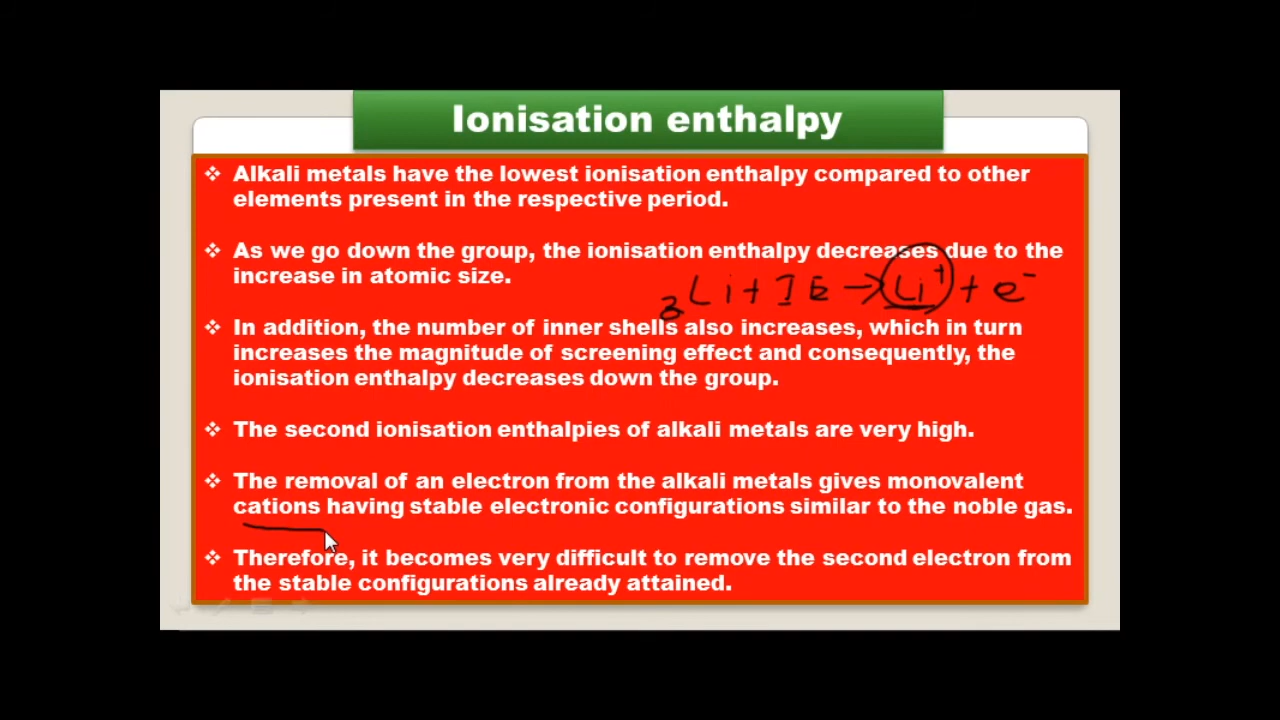 Ionisation enthalpy
❖ Alkali metals have the lowest ionisation enthalpy compared to other
elements present in the respective period.
❖ As we go down the group, the ionisation enthalpy decreases due to the
increase in atomic size.
₃Li + IE → Li⁺ + e⁻
❖ In addition, the number of inner shells also increases, which in turn
increases the magnitude of screening effect and consequently, the
ionisation enthalpy decreases down the group.
❖ The second ionisation enthalpies of alkali metals are very high.
❖ The removal of an electron from the alkali metals gives monovalent
cations having stable electronic configurations similar to the noble gas.
❖ Therefore, it becomes very difficult to remove the second electron from
the stable configurations already attained.